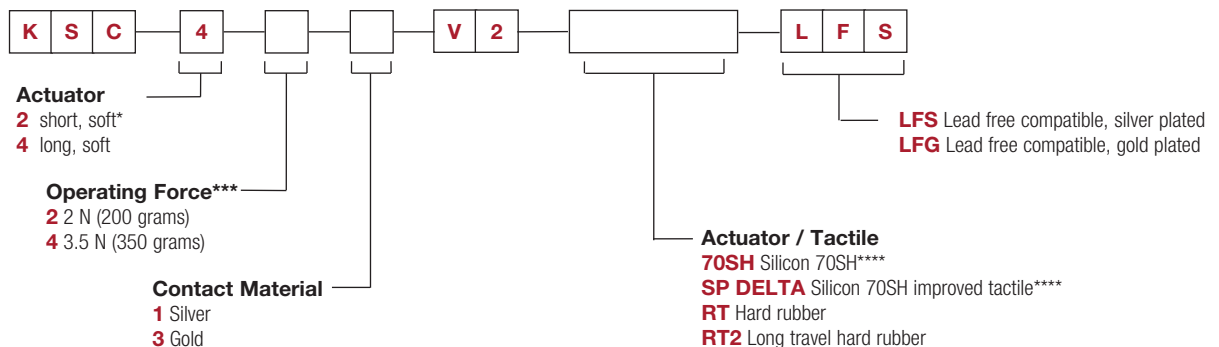 K S C 4 V 2 L F S
Actuator
2 short, soft*
4 long, soft
LFS Lead free compatible, silver plated
LFG Lead free compatible, gold plated
Operating Force***
2 2 N (200 grams)
4 3.5 N (350 grams)
Actuator / Tactile
70SH Silicon 70SH****
SP DELTA Silicon 70SH improved tactile****
RT Hard rubber
RT2 Long travel hard rubber
Contact Material
1 Silver
3 Gold